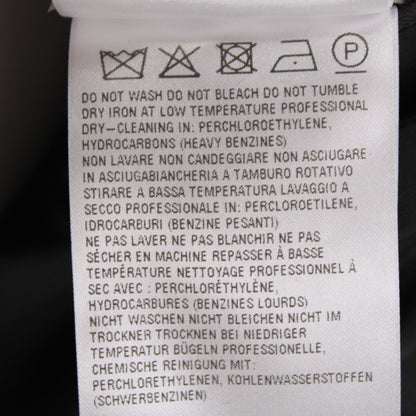 P
DO NOT WASH DO NOT BLEACH DO NOT TUMBLE
DRY IRON AT LOW TEMPERATURE PROFESSIONAL
DRY-CLEANING IN: PERCHLOROETHYLENE,
HYDROCARBONS (HEAVY BENZINES)
NON LAVARE NON CANDEGGIARE NON ASCIUGARE
IN ASCIUGABIANCHERIA A TAMBURO ROTATIVO
STIRARE A BASSA TEMPERATURA LAVAGGIO A
SECCO PROFESSIONALE IN: PERCLOROETILENE,
IDROCARBURI (BENZINE PESANTI)
NE PAS LAVER NE PAS BLANCHIR NE PAS
SÉCHER EN MACHINE REPASSER À BASSE
TEMPÉRATURE NETTOYAGE PROFESSIONNEL À
SEC AVEC : PERCHLORÉTHYLÈNE,
HYDROCARBURES (BENZINES LOURDS)
NICHT WASCHEN NICHT BLEICHEN NICHT IM
TROCKNER TROCKNEN BEI NIEDRIGER
TEMPERATUR BÜGELN PROFESSIONELLE,
CHEMISCHE REINIGUNG MIT:
PERCHLORETHYLENEN, KOHLENWASSERSTOFFEN
(SCHWERBENZINEN)